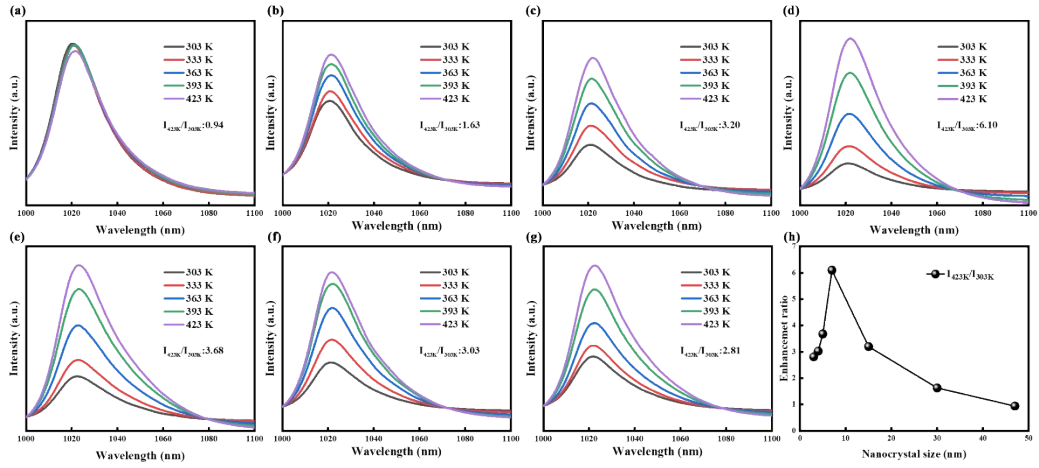 (a)
Intensity (a.u.)
303 K
333 K
363 K
393 K
423 K
I423K/I303K:0.94
1000 1020 1040 1060 1080 1100
Wavelength (nm)
(b)
Intensity (a.u.)
303 K
333 K
363 K
393 K
423 K
I423K/I303K:1.63
1000 1020 1040 1060 1080 1100
Wavelength (nm)
(c)
Intensity (a.u.)
303 K
333 K
363 K
393 K
423 K
I423K/I303K:3.20
1000 1020 1040 1060 1080 1100
Wavelength (nm)
(d)
Intensity (a.u.)
303 K
333 K
363 K
393 K
423 K
I423K/I303K:6.10
1000 1020 1040 1060 1080 1100
Wavelength (nm)
(e)
Intensity (a.u.)
303 K
333 K
363 K
393 K
423 K
I423K/I303K:3.68
1000 1020 1040 1060 1080 1100
Wavelength (nm)
(f)
Intensity (a.u.)
303 K
333 K
363 K
393 K
423 K
I423K/I303K:3.03
1000 1020 1040 1060 1080 1100
Wavelength (nm)
(g)
Intensity (a.u.)
303 K
333 K
363 K
393 K
423 K
I423K/I303K:2.81
1000 1020 1040 1060 1080 1100
Wavelength (nm)
(h)
Enhancemet ratio
7
6
5
4
3
2
1
0
I423K/I303K
0 10 20 30 40 50
Nanocrystal size (nm)